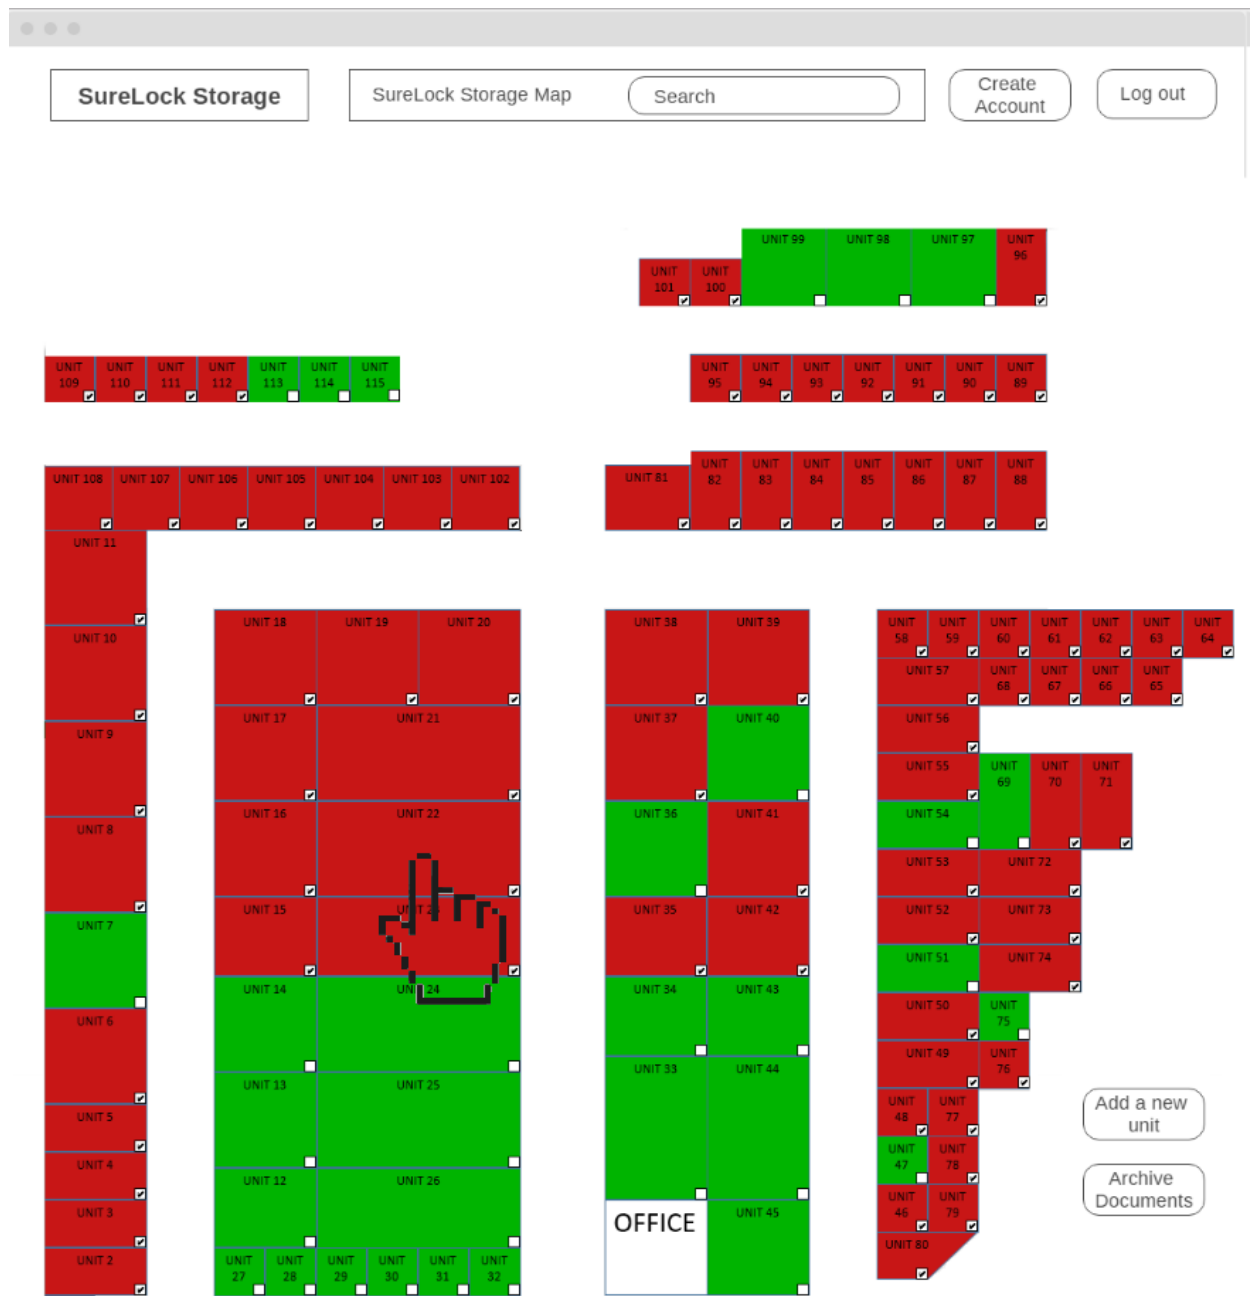 SureLock Storage
SureLock Storage Map
Search
Create
Account
Log out
UNIT 99
UNIT 98
UNIT 97
UNIT
96
UNIT
101
UNIT
100
UNIT
109
UNIT
110
UNIT
111
UNIT
112
UNIT
113
UNIT
114
UNIT
115
UNIT
95
UNIT
94
UNIT
93
UNIT
92
UNIT
91
UNIT
90
UNIT
89
UNIT 108
UNIT 107
UNIT 106
UNIT 105
UNIT 104
UNIT 103
UNIT 102
UNIT 81
UNIT
82
UNIT
83
UNIT
84
UNIT
85
UNIT
86
UNIT
87
UNIT
88
UNIT 11
UNIT 10
UNIT 9
UNIT 8
UNIT 7
UNIT 6
UNIT 5
UNIT 4
UNIT 3
UNIT 2
UNIT 18
UNIT 19
UNIT 20
UNIT 17
UNIT 21
UNIT 16
UNIT 22
UNIT 15
UNIT 14
UNIT 24
UNIT 13
UNIT 25
UNIT 12
UNIT 26
UNIT
27
UNIT
28
UNIT
29
UNIT
30
UNIT
31
UNIT
32
UNIT 38
UNIT 39
UNIT 37
UNIT 40
UNIT 36
UNIT 41
UNIT 35
UNIT 42
UNIT 34
UNIT 43
UNIT 33
UNIT 44
OFFICE
UNIT 45
UNIT
58
UNIT
59
UNIT
60
UNIT
61
UNIT
62
UNIT
63
UNIT
64
UNIT 57
UNIT
68
UNIT
67
UNIT
66
UNIT
65
UNIT 56
UNIT 55
UNIT
69
UNIT
70
UNIT
71
UNIT 54
UNIT 53
UNIT 72
UNIT 52
UNIT 73
UNIT 51
UNIT 74
UNIT 50
UNIT
75
UNIT 49
UNIT
76
UNIT
48
UNIT
77
UNIT
47
UNIT
78
UNIT
46
UNIT
79
UNIT 80
Add a new
unit
Archive
Documents